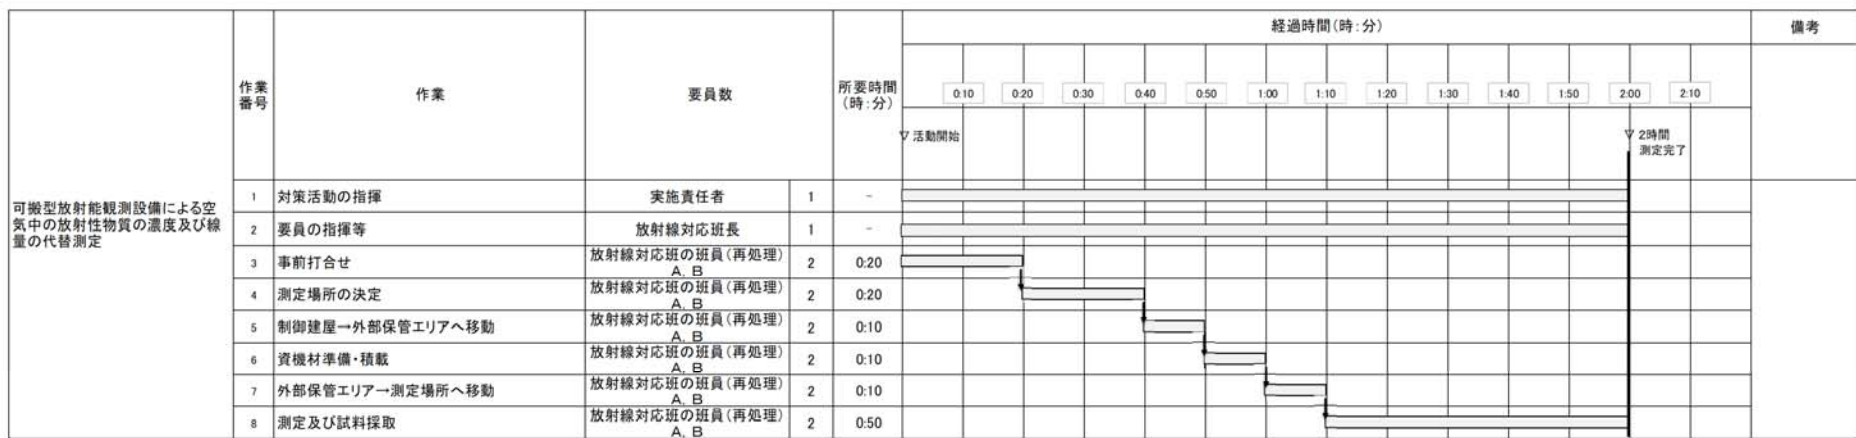 作業
番号
作業
要員数
所要時間
(時:分)
経過時間(時:分)
備考
0:10 0:20 0:30 0:40 0:50 1:00 1:10 1:20 1:30 1:40 1:50 2:00 2:10
▽活動開始
▽ 2時間
測定完了
可搬型放射能観測設備による空
気中の放射性物質の濃度及び線
量の代替測定
1 対策活動の指揮 実施責任者 1 -
2 要員の指揮等 放射線対応班長 1 -
3 事前打合せ 放射線対応班の班員(再処理) 2 0:20
A, B
4 測定場所の決定 放射線対応班の班員(再処理) 2 0:20
A, B
5 制御建屋→外部保管エリアへ移動 放射線対応班の班員(再処理) 2 0:10
A, B
6 資機材準備・積載 放射線対応班の班員(再処理) 2 0:10
A, B
7 外部保管エリア→測定場所へ移動 放射線対応班の班員(再処理) 2 0:10
A, B
8 測定及び試料採取 放射線対応班の班員(再処理) 2 0:50
A, B